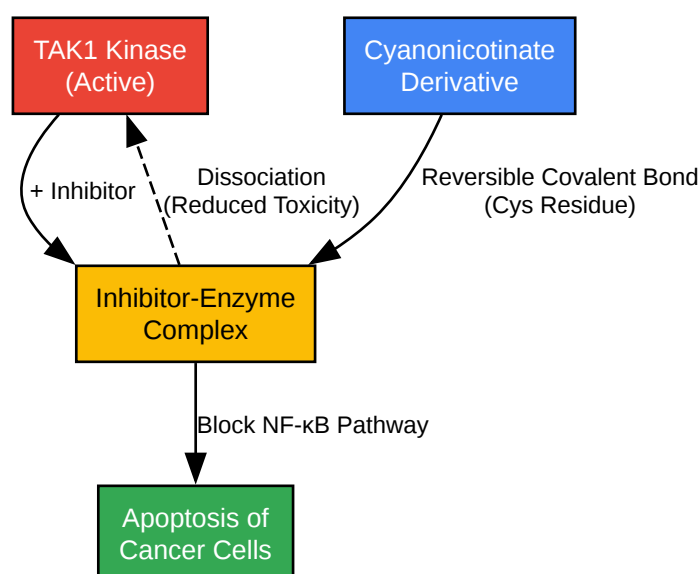 TAK1 Kinase
(Active)
Cyanonicotinate
Derivative
+ Inhibitor
Dissociation
(Reduced Toxicity)
Reversible Covalent Bond
(Cys Residue)
Inhibitor-Enzyme
Complex
Block NF-κB Pathway
Apoptosis of
Cancer Cells